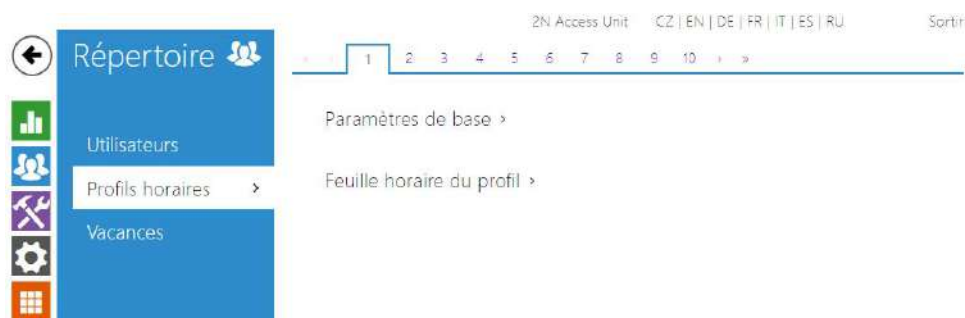 2N Access Unit CZ | EN | DE | FR | IT | ES | RU Sortir
Répertoire
« ‹ 1 2 3 4 5 6 7 8 9 10 › »
Utilisateurs
Profils horaires ›
Vacances
Paramètres de base ›
Feuille horaire du profil ›